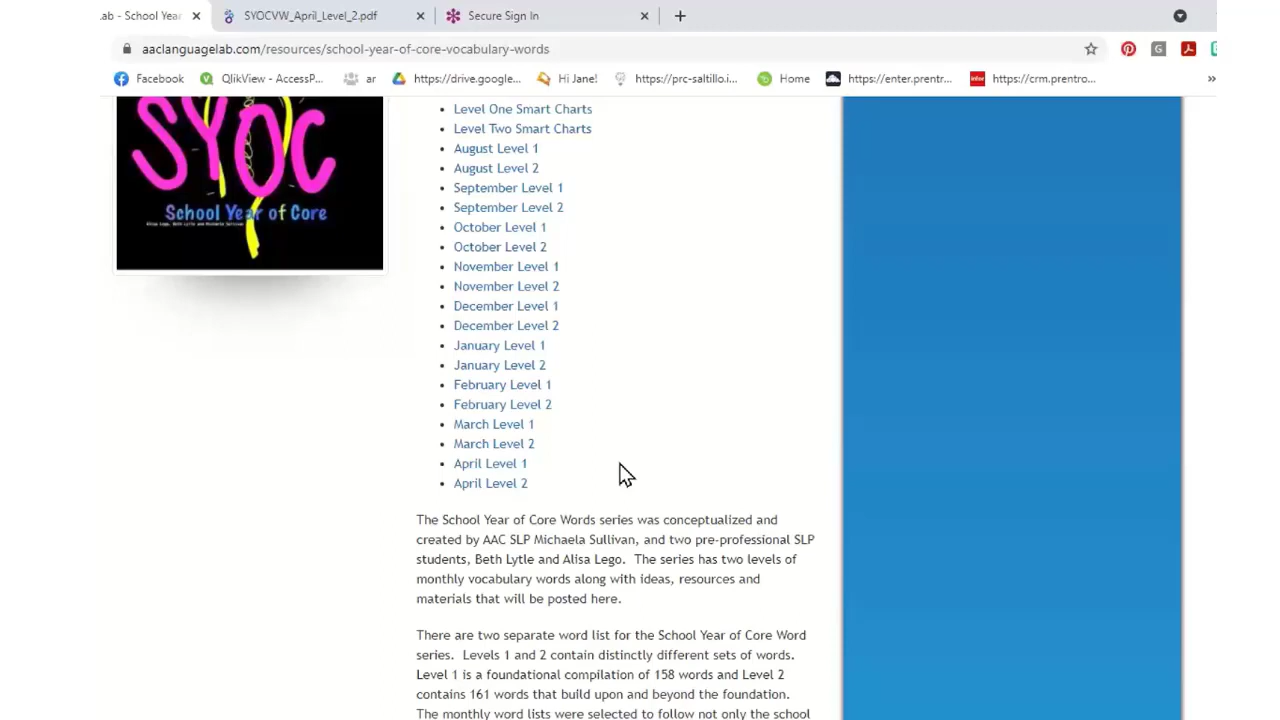 .ab - School Year
SYOCVW_April_Level_2.pdf
Secure Sign In
aaclanguagelab.com/resources/school-year-of-core-vocabulary-words
Facebook
QlikView - AccessP...
ar
https://drive.google...
Hi Jane!
https://prc-saltillo.i...
Home
https://enter.prentr...
https://crm.prentro...
»
SYOC
School Year of Core
Alisa Lego, Beth Lytle and Michaela Sullivan
• Level One Smart Charts
• Level Two Smart Charts
• August Level 1
• August Level 2
• September Level 1
• September Level 2
• October Level 1
• October Level 2
• November Level 1
• November Level 2
• December Level 1
• December Level 2
• January Level 1
• January Level 2
• February Level 1
• February Level 2
• March Level 1
• March Level 2
• April Level 1
• April Level 2
The School Year of Core Words series was conceptualized and
created by AAC SLP Michaela Sullivan, and two pre-professional SLP
students, Beth Lytle and Alisa Lego. The series has two levels of
monthly vocabulary words along with ideas, resources and
materials that will be posted here.
There are two separate word list for the School Year of Core Word
series. Levels 1 and 2 contain distinctly different sets of words.
Level 1 is a foundational compilation of 158 words and Level 2
contains 161 words that build upon and beyond the foundation.
The monthly word lists were selected to follow not only the school